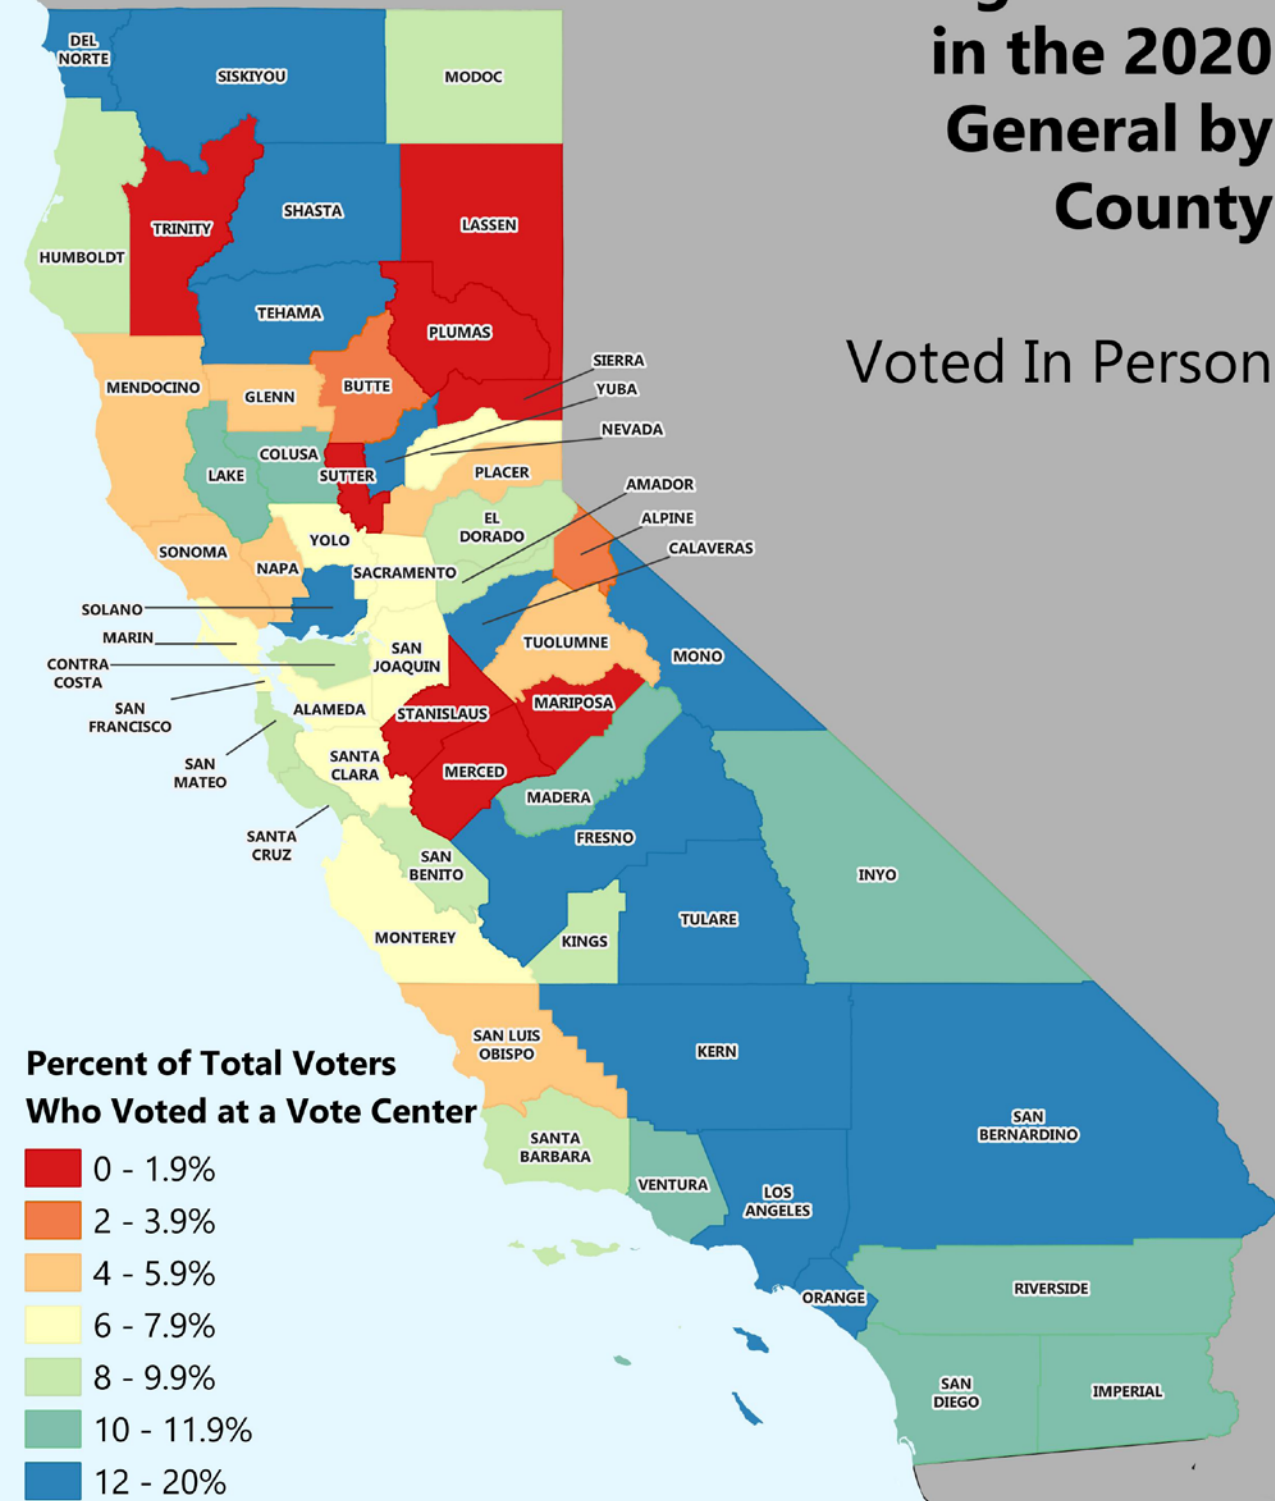 in the 2020
General by
County
Voted In Person
DEL
NORTE
SISKIYOU
MODOC
HUMBOLDT
TRINITY
SHASTA
LASSEN
TEHAMA
PLUMAS
SIERRA
YUBA
MENDOCINO
GLENN
BUTTE
NEVADA
COLUSA
LAKE
SUTTER
PLACER
AMADOR
EL
DORADO
ALPINE
CALAVERAS
SONOMA
YOLO
NAPA
SACRAMENTO
SOLANO
MARIN
CONTRA
COSTA
SAN
JOAQUIN
TUOLUMNE
MONO
SAN
FRANCISCO
ALAMEDA
STANISLAUS
MARIPOSA
SAN
MATEO
SANTA
CLARA
MERCED
MADERA
SANTA
CRUZ
SAN
BENITO
FRESNO
INYO
MONTEREY
KINGS
TULARE
SAN LUIS
OBISPO
KERN
SAN
BERNARDINO
SANTA
BARBARA
VENTURA
LOS
ANGELES
ORANGE
RIVERSIDE
SAN
DIEGO
IMPERIAL
Percent of Total Voters
Who Voted at a Vote Center
0 - 1.9%
2 - 3.9%
4 - 5.9%
6 - 7.9%
8 - 9.9%
10 - 11.9%
12 - 20%